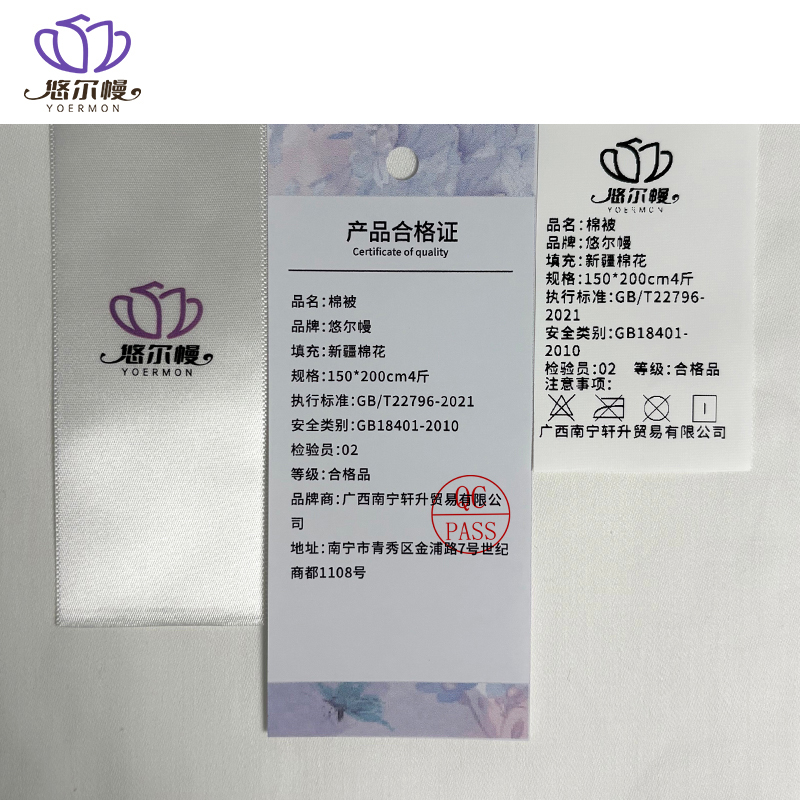 悠尔幔
YOERMON
悠尔幔
YOERMON
产品合格证
Certificate of quality
品名:棉被
品牌:悠尔幔
填充:新疆棉花
规格:150*200cm4斤
执行标准:GB/T22796-2021
安全类别:GB18401-2010
检验员:02
等级:合格品
品牌商:广西南宁轩升贸易有限公
司
地址:南宁市青秀区金浦路7号世纪
商都1108号
QC
PASS
悠尔幔
YOERMON
品名:棉被
品牌:悠尔幔
填充:新疆棉花
规格:150*200cm4斤
执行标准:GB/T22796-
2021
安全类别:GB18401-
2010
检验员:02 等级:合格品
注意事项:
广西南宁轩升贸易有限公司